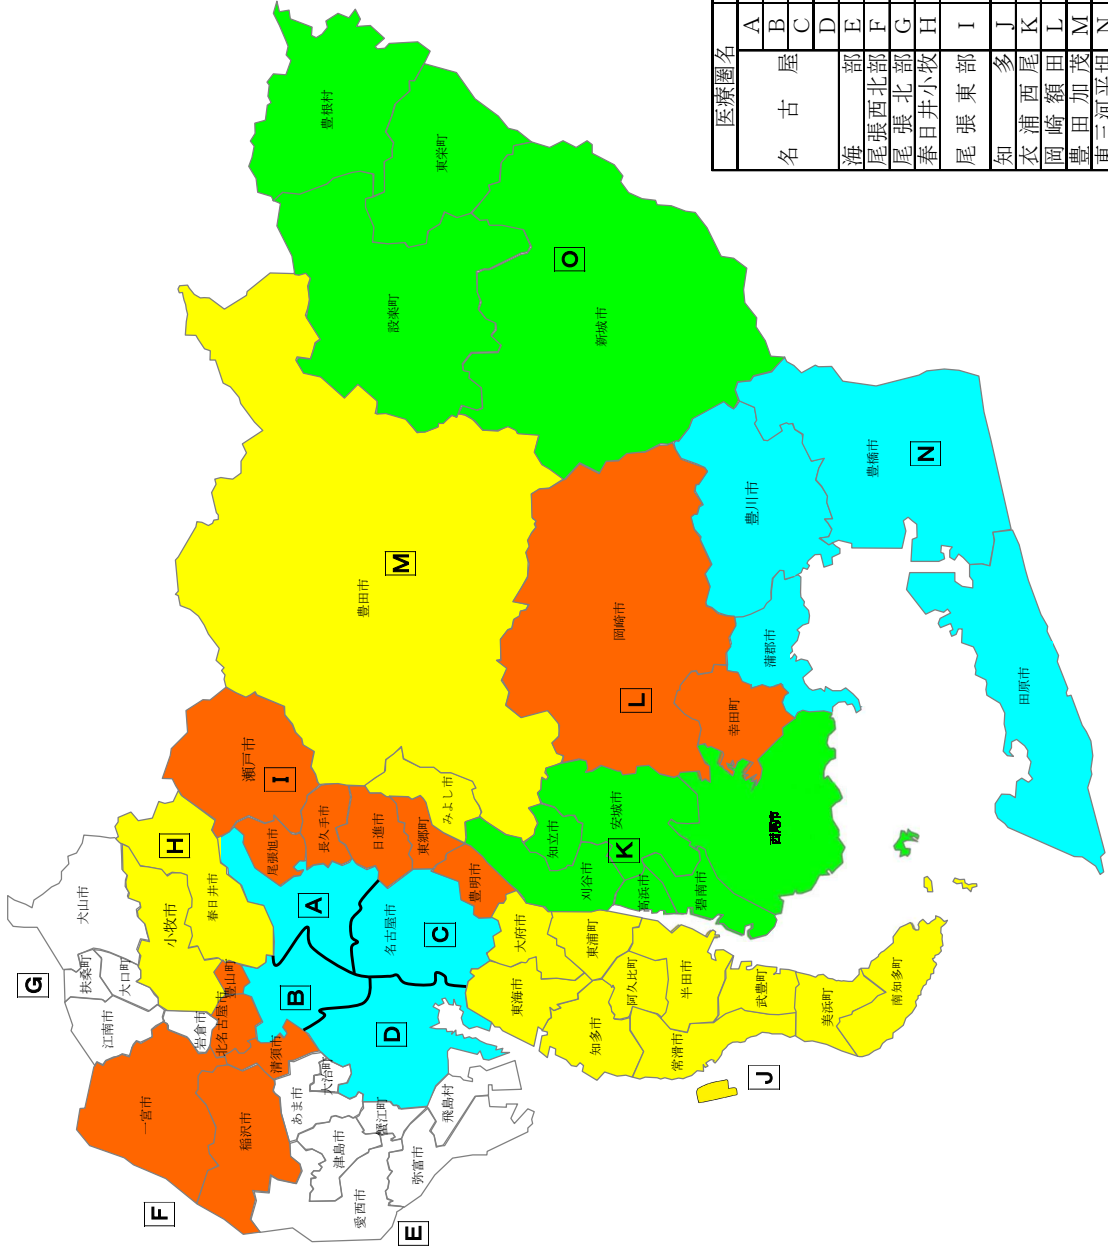 G
犬山市
扶桑町
大口町
江南市
岩倉市
F
一宮市
稲沢市
清須市
北名古屋市
豊山町
H
小牧市
春日井市
I
瀬戸市
尾張旭市
長久手市
日進市
東郷町
豊明市
A
B
C
D
名古屋市
E
あま市
大治町
津島市
愛西市
蟹江町
弥富市
飛島村
J
東海市
大府市
知多市
東浦町
阿久比町
半田市
常滑市
武豊町
美浜町
南知多町
K
知立市
刈谷市
安城市
高浜市
碧南市
L
岡崎市
幸田町
M
豊田市
みよし市
N
豊川市
蒲郡市
豊橋市
田原市
O
豊根村
東栄町
設楽町
新城市
医療圏名
名古屋
A
B
C
D
海部 E
尾張西北部 F
尾張北部 G
春日井小牧 H
尾張東部 I
知多 J
衣浦西尾 K
岡崎額田 L
豊田加茂 M
東三河平坦 N